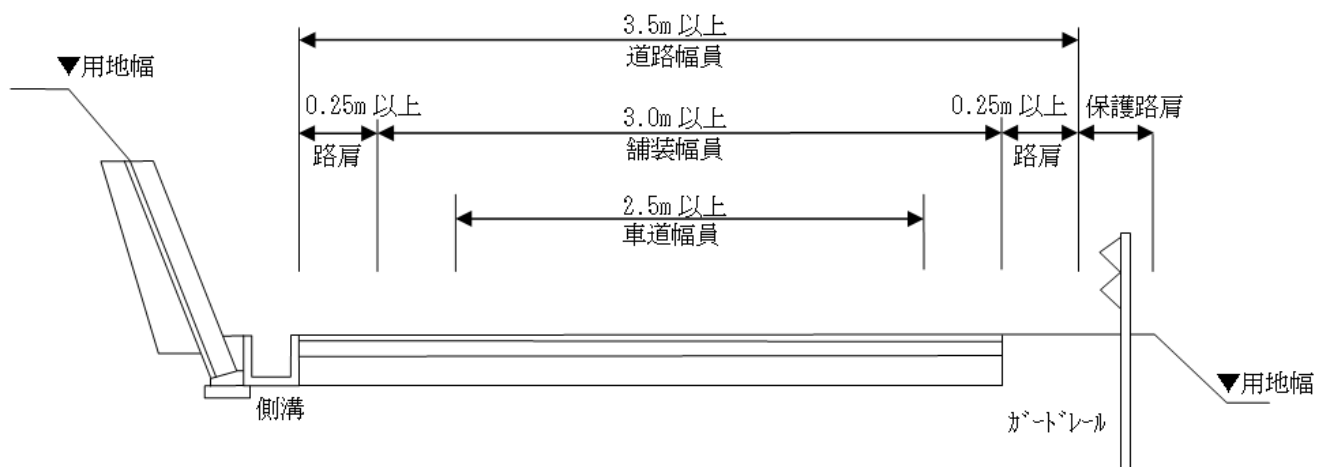 3.5m 以上
道路幅員
▼用地幅
0.25m 以上
路肩
3.0m 以上
舗装幅員
0.25m 以上
路肩
保護路肩
2.5m 以上
車道幅員
▼用地幅
側溝
ｶﾞｰﾄﾞﾚｰﾙ